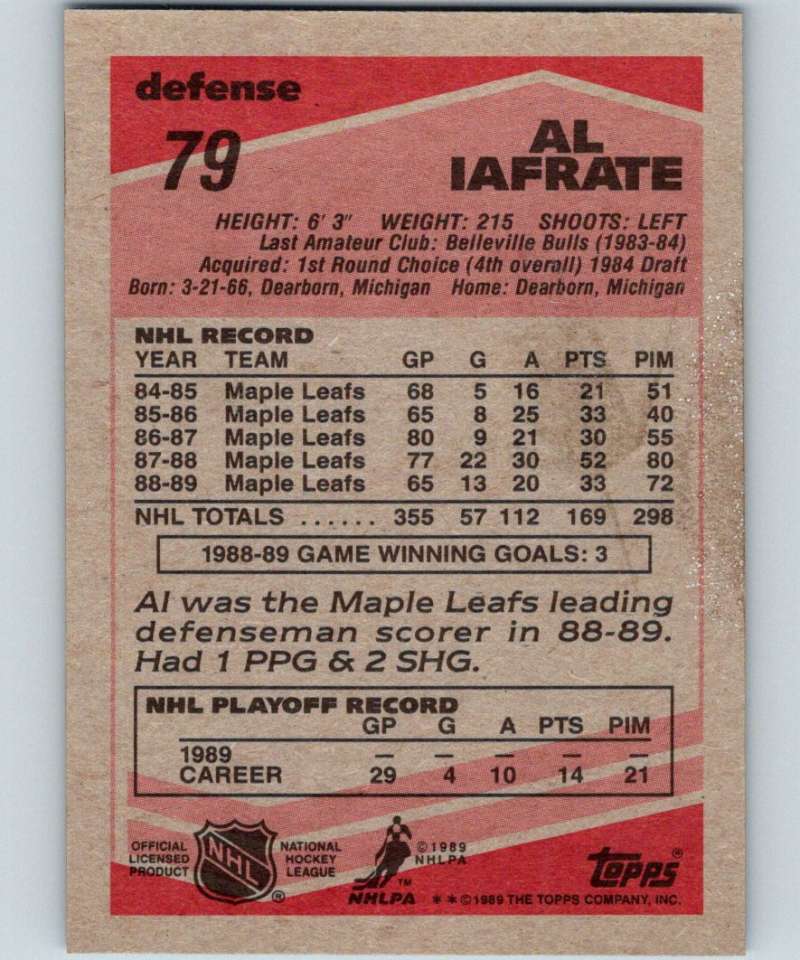 defense
79
AL
IAFRATE
HEIGHT: 6' 3" WEIGHT: 215 SHOOTS: LEFT
Last Amateur Club: Belleville Bulls (1983-84)
Acquired: 1st Round Choice (4th overall) 1984 Draft
Born: 3-21-66, Dearborn, Michigan Home: Dearborn, Michigan
NHL RECORD
YEAR TEAM GP G A PTS PIM
84-85 Maple Leafs 68 5 16 21 51
85-86 Maple Leafs 65 8 25 33 40
86-87 Maple Leafs 80 9 21 30 55
87-88 Maple Leafs 77 22 30 52 80
88-89 Maple Leafs 65 13 20 33 72
NHL TOTALS ...... 355 57 112 169 298
1988-89 GAME WINNING GOALS: 3
Al was the Maple Leafs leading
defenseman scorer in 88-89.
Had 1 PPG & 2 SHG.
NHL PLAYOFF RECORD
GP G A PTS PIM
1989 — — — — —
CAREER 29 4 10 14 21
OFFICIAL
LICENSED
PRODUCT
NHL
®
NATIONAL
HOCKEY
LEAGUE
™
NHLPA
©1989
NHLPA
topps®
**©1989 THE TOPPS COMPANY, INC.